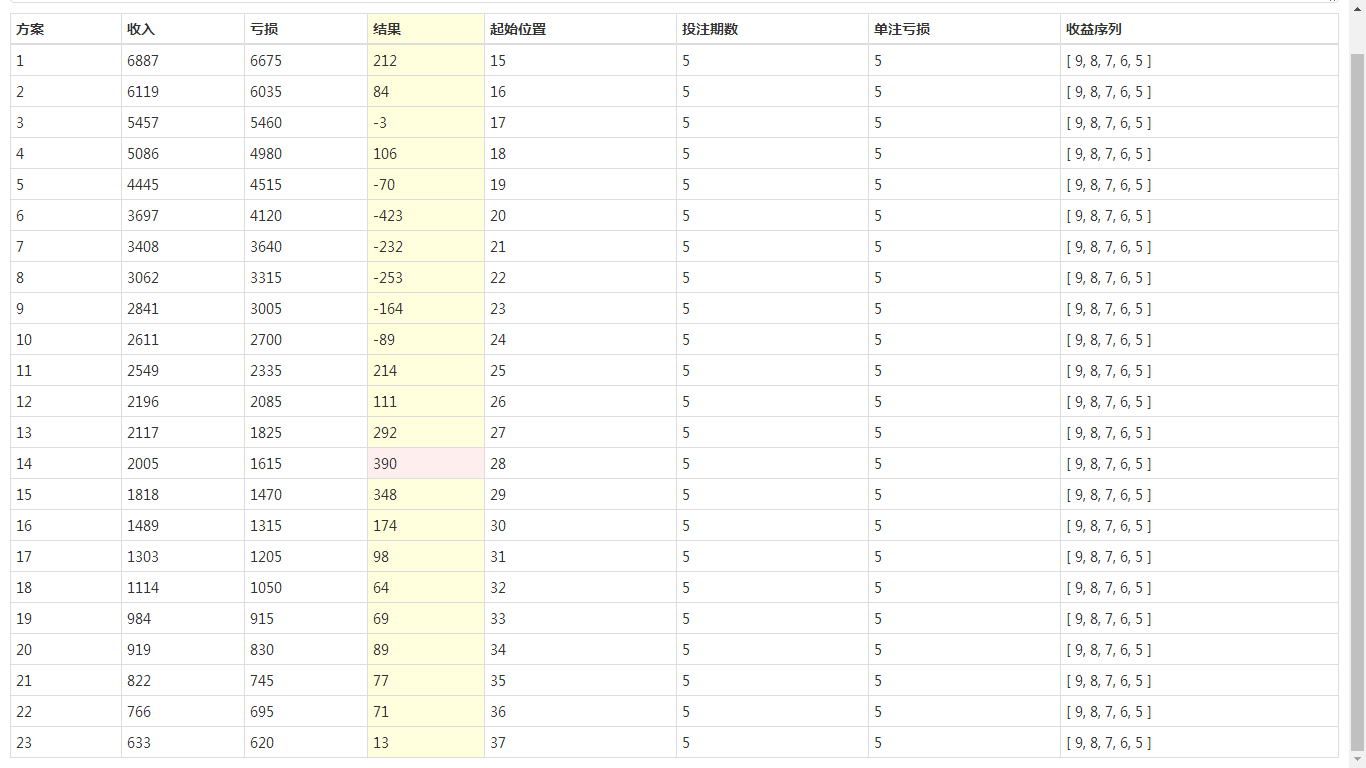 方案 收入 亏损 结果 起始位置 投注期数 单注亏损 收益序列
1 6887 6675 212 15 5 5 [ 9, 8, 7, 6, 5 ]
2 6119 6035 84 16 5 5 [ 9, 8, 7, 6, 5 ]
3 5457 5460 -3 17 5 5 [ 9, 8, 7, 6, 5 ]
4 5086 4980 106 18 5 5 [ 9, 8, 7, 6, 5 ]
5 4445 4515 -70 19 5 5 [ 9, 8, 7, 6, 5 ]
6 3697 4120 -423 20 5 5 [ 9, 8, 7, 6, 5 ]
7 3408 3640 -232 21 5 5 [ 9, 8, 7, 6, 5 ]
8 3062 3315 -253 22 5 5 [ 9, 8, 7, 6, 5 ]
9 2841 3005 -164 23 5 5 [ 9, 8, 7, 6, 5 ]
10 2611 2700 -89 24 5 5 [ 9, 8, 7, 6, 5 ]
11 2549 2335 214 25 5 5 [ 9, 8, 7, 6, 5 ]
12 2196 2085 111 26 5 5 [ 9, 8, 7, 6, 5 ]
13 2117 1825 292 27 5 5 [ 9, 8, 7, 6, 5 ]
14 2005 1615 390 28 5 5 [ 9, 8, 7, 6, 5 ]
15 1818 1470 348 29 5 5 [ 9, 8, 7, 6, 5 ]
16 1489 1315 174 30 5 5 [ 9, 8, 7, 6, 5 ]
17 1303 1205 98 31 5 5 [ 9, 8, 7, 6, 5 ]
18 1114 1050 64 32 5 5 [ 9, 8, 7, 6, 5 ]
19 984 915 69 33 5 5 [ 9, 8, 7, 6, 5 ]
20 919 830 89 34 5 5 [ 9, 8, 7, 6, 5 ]
21 822 745 77 35 5 5 [ 9, 8, 7, 6, 5 ]
22 766 695 71 36 5 5 [ 9, 8, 7, 6, 5 ]
23 633 620 13 37 5 5 [ 9, 8, 7, 6, 5 ]